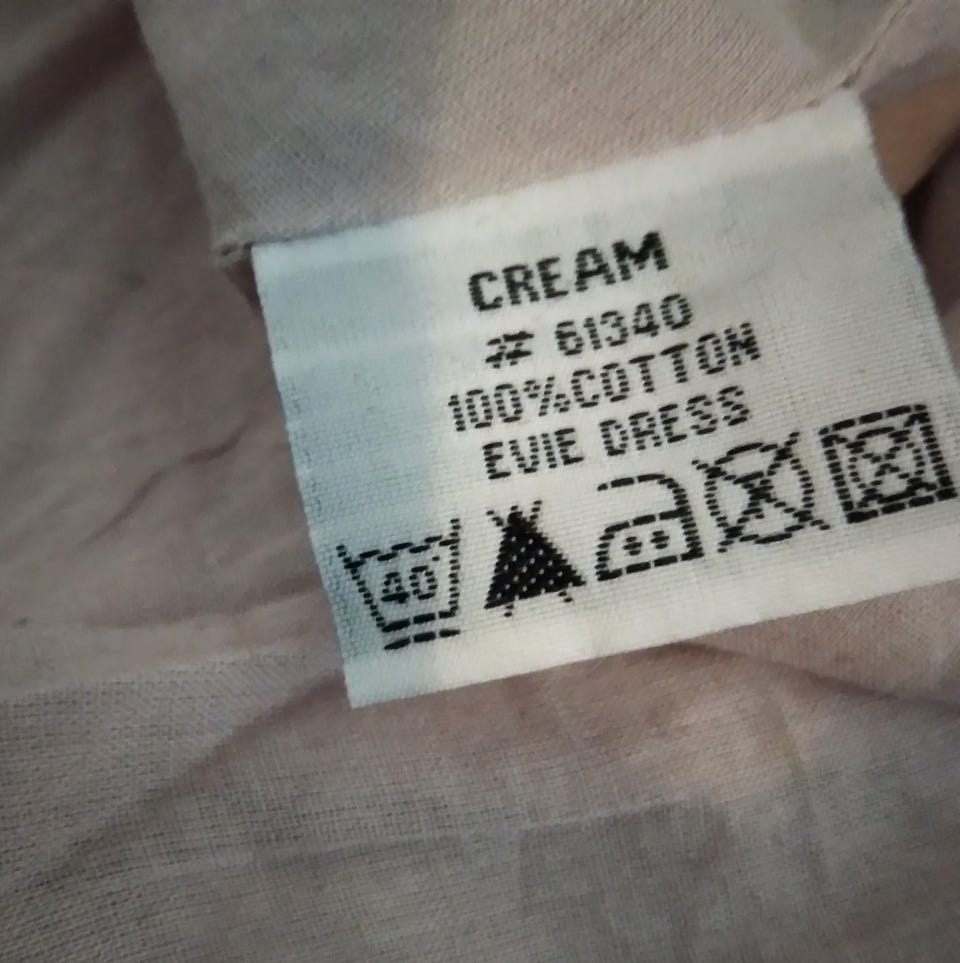 CREAM
# 61340
100%COTTON
EVIE DRESS
40°